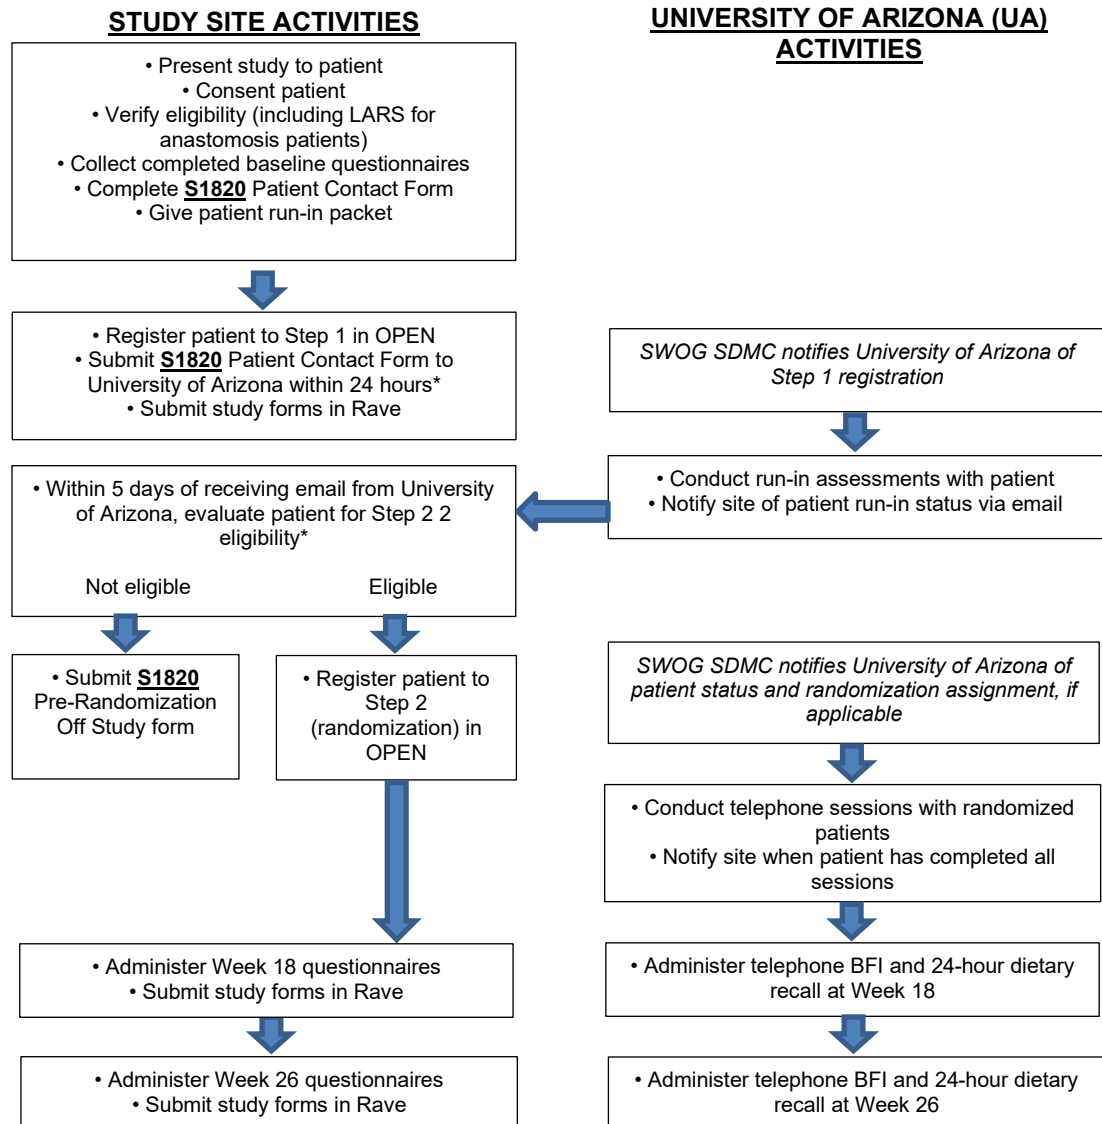 STUDY SITE ACTIVITIES
• Present study to patient
• Consent patient
• Verify eligibility (including LARS for
anastomosis patients)
• Collect completed baseline questionnaires
• Complete S1820 Patient Contact Form
• Give patient run-in packet
• Register patient to Step 1 in OPEN
• Submit S1820 Patient Contact Form to
University of Arizona within 24 hours*
• Submit study forms in Rave
• Within 5 days of receiving email from University
of Arizona, evaluate patient for Step 2 2
eligibility*
Not eligible
Eligible
• Submit S1820
Pre-Randomization
Off Study form
• Register patient to
Step 2
(randomization) in
OPEN
• Administer Week 18 questionnaires
• Submit study forms in Rave
• Administer Week 26 questionnaires
• Submit study forms in Rave
UNIVERSITY OF ARIZONA (UA)
ACTIVITIES
SWOG SDMC notifies University of Arizona of
Step 1 registration
• Conduct run-in assessments with patient
• Notify site of patient run-in status via email
SWOG SDMC notifies University of Arizona of
patient status and randomization assignment, if
applicable
• Conduct telephone sessions with randomized
patients
• Notify site when patient has completed all
sessions
• Administer telephone BFI and 24-hour dietary
recall at Week 18
• Administer telephone BFI and 24-hour dietary
recall at Week 26